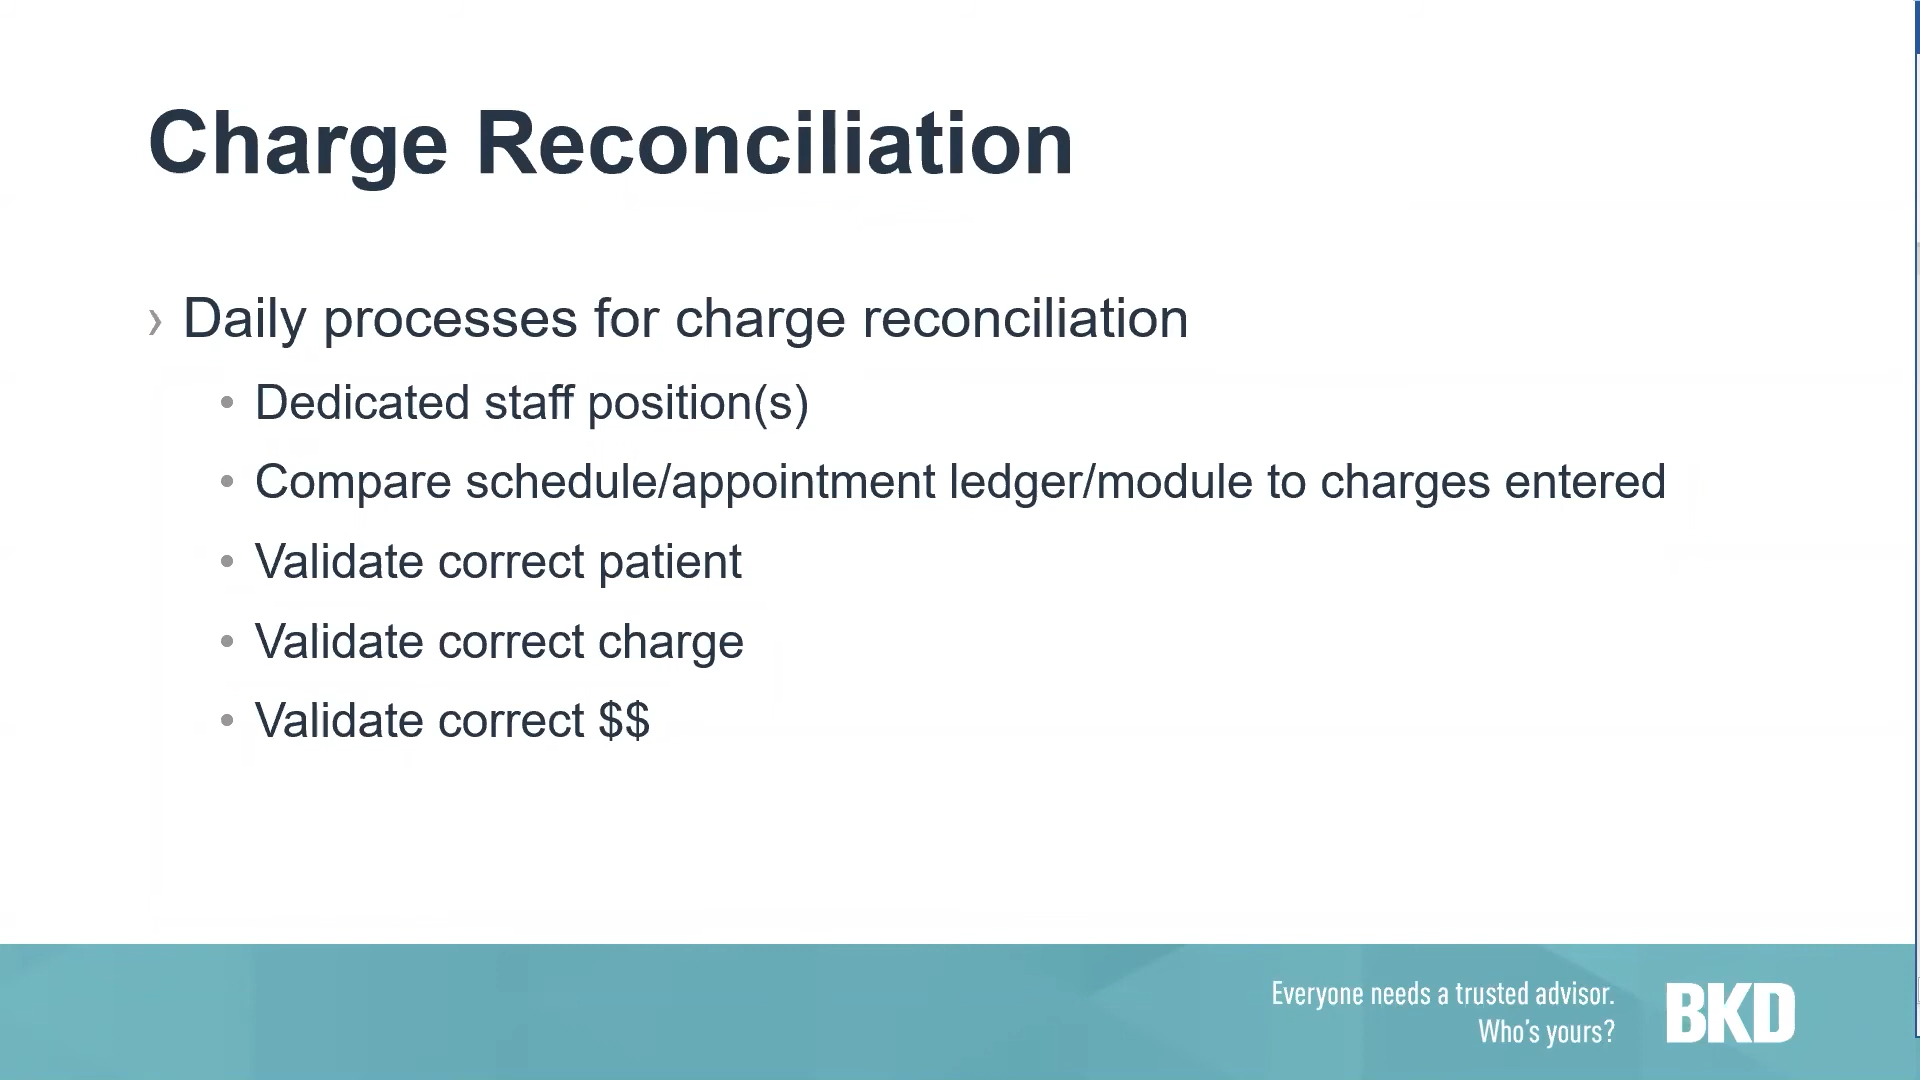 Charge Reconciliation
› Daily processes for charge reconciliation
• Dedicated staff position(s)
• Compare schedule/appointment ledger/module to charges entered
• Validate correct patient
• Validate correct charge
• Validate correct $$
Everyone needs a trusted advisor.
Who's yours?
BKD